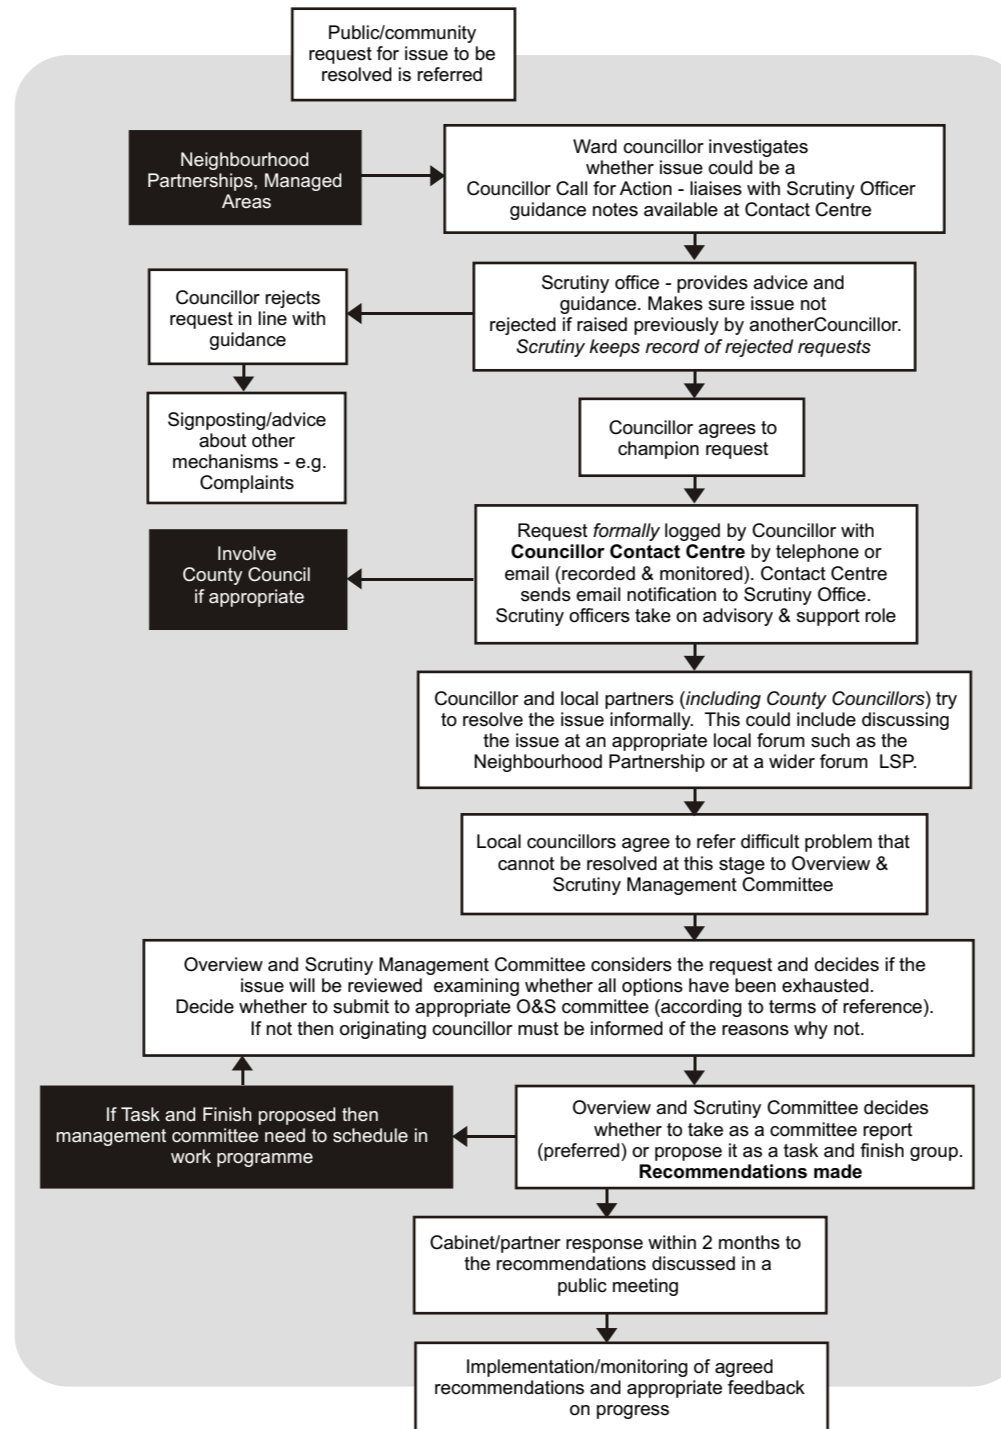 Public/community
request for issue to be
resolved is referred
Neighbourhood
Partnerships, Managed
Areas
Ward councillor investigates
whether issue could be a
Councillor Call for Action - liaises with Scrutiny Officer
guidance notes available at Contact Centre
Councillor rejects
request in line with
guidance
Scrutiny office - provides advice and
guidance. Makes sure issue not
rejected if raised previously by anotherCouncillor.
Scrutiny keeps record of rejected requests
Signposting/advice
about other
mechanisms - e.g.
Complaints
Councillor agrees to
champion request
Involve
County Council
if appropriate
Request formally logged by Councillor with
Councillor Contact Centre by telephone or
email (recorded & monitored). Contact Centre
sends email notification to Scrutiny Office.
Scrutiny officers take on advisory & support role
Councillor and local partners (including County Councillors) try
to resolve the issue informally. This could include discussing
the issue at an appropriate local forum such as the
Neighbourhood Partnership or at a wider forum LSP.
Local councillors agree to refer difficult problem that
cannot be resolved at this stage to Overview &
Scrutiny Management Committee
Overview and Scrutiny Management Committee considers the request and decides if the
issue will be reviewed examining whether all options have been exhausted.
Decide whether to submit to appropriate O&S committee (according to terms of reference).
If not then originating councillor must be informed of the reasons why not.
If Task and Finish proposed then
management committee need to schedule in
work programme
Overview and Scrutiny Committee decides
whether to take as a committee report
(preferred) or propose it as a task and finish group.
Recommendations made
Cabinet/partner response within 2 months to
the recommendations discussed in a
public meeting
Implementation/monitoring of agreed
recommendations and appropriate feedback
on progress